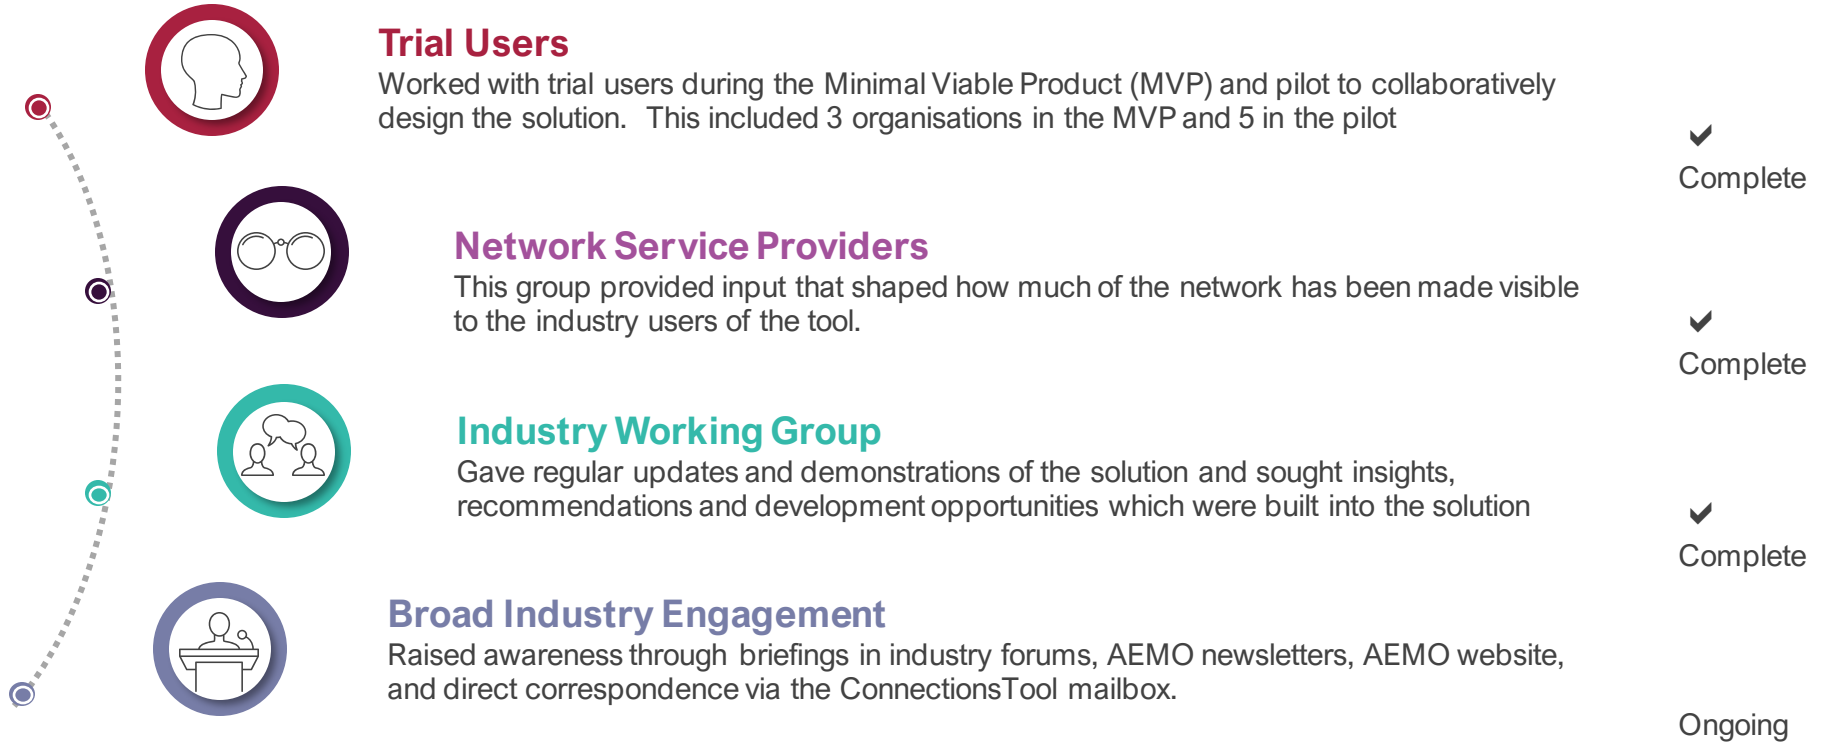 Trial Users
Worked with trial users during the Minimal Viable Product (MVP) and pilot to collaboratively
design the solution.  This included 3 organisations in the MVP and 5 in the pilot
✔
Complete
Network Service Providers
This group provided input that shaped how much of the network has been made visible
to the industry users of the tool.
✔
Complete
Industry Working Group
Gave regular updates and demonstrations of the solution and sought insights,
recommendations and development opportunities which were built into the solution
✔
Complete
Broad Industry Engagement
Raised awareness through briefings in industry forums, AEMO newsletters, AEMO website,
and direct correspondence via the ConnectionsTool mailbox.
Ongoing